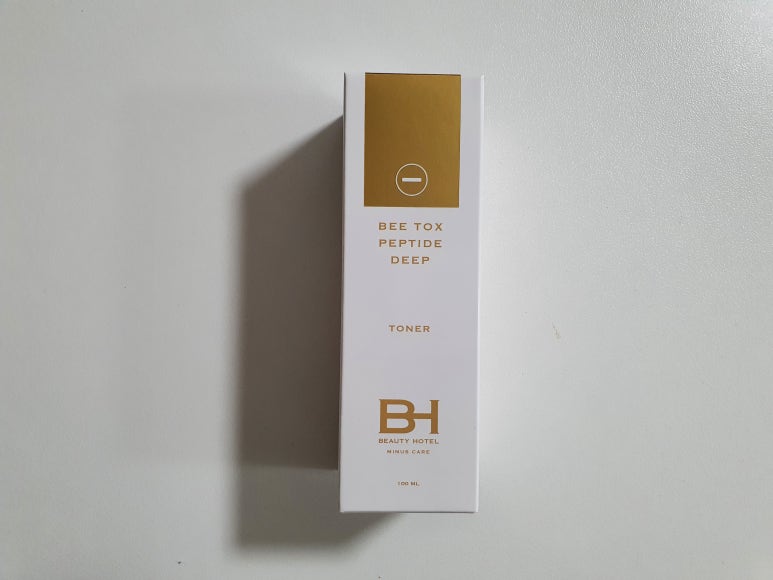 BEE TOX
PEPTIDE
DEEP
TONER
BH
BEAUTY HOTEL
MINUS CARE
100 ML